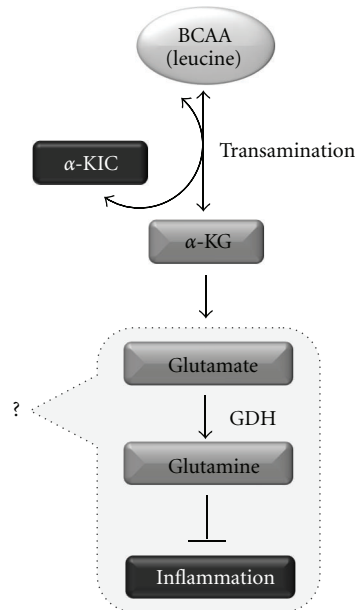 BCAA
(leucine)
Transamination
α-KIC
α-KG
Glutamate
?
GDH
Glutamine
Inflammation